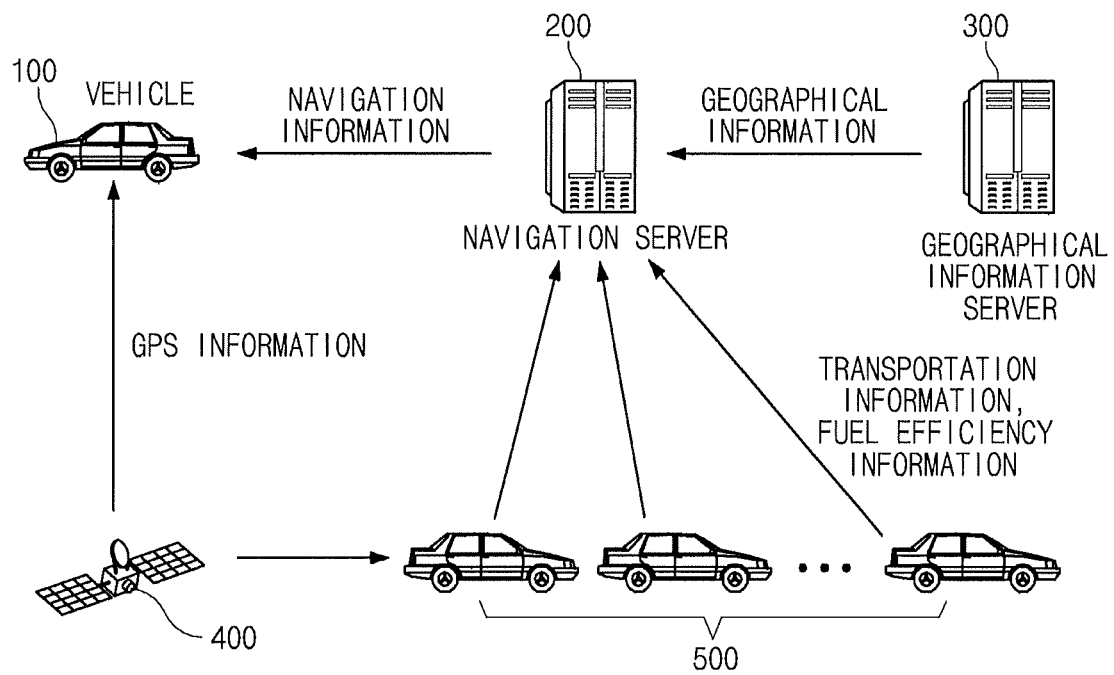 200
300
100
VEHICLE
NAVIGATION
INFORMATION
GEOGRAPHICAL
INFORMATION
NAVIGATION SERVER
GEOGRAPHICAL
INFORMATION
SERVER
GPS INFORMATION
TRANSPORTATION
INFORMATION,
FUEL EFFICIENCY
INFORMATION
400
500